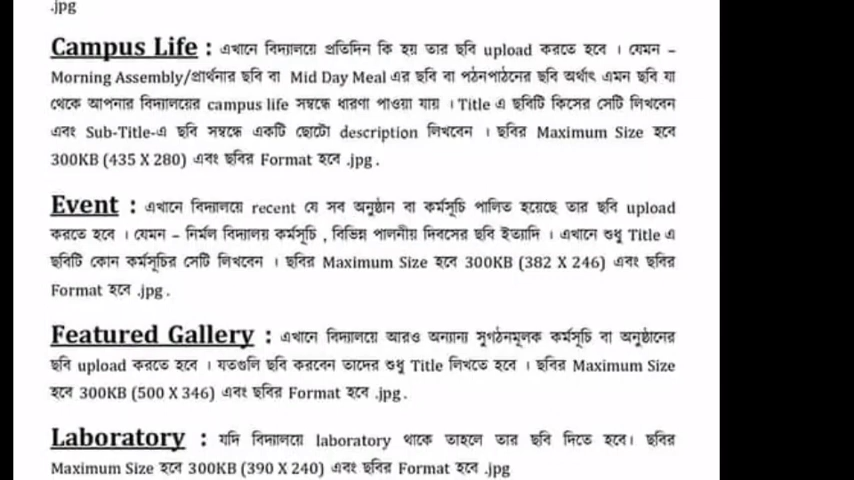 .jpg
Campus Life : এখানে বিদ্যালয়ে প্রতিদিন কি হয় তার ছবি upload করতে হবে । যেমন –
Morning Assembly/প্রার্থনার ছবি বা Mid Day Meal এর ছবি বা পঠনপাঠনের ছবি অর্থাৎ এমন ছবি যা
থেকে আপনার বিদ্যালয়ের campus life সম্বন্ধে ধারণা পাওয়া যায় । Title এ ছবিটি কিসের সেটি লিখবেন
এবং Sub-Title-এ ছবি সম্বন্ধে একটি ছোটো description লিখবেন । ছবির Maximum Size হবে
300KB (435 X 280) এবং ছবির Format হবে .jpg .
Event : এখানে বিদ্যালয়ে recent যে সব অনুষ্ঠান বা কর্মসূচি পালিত হয়েছে তার ছবি upload
করতে হবে । যেমন – নির্মল বিদ্যালয় কর্মসূচি , বিভিন্ন পালনীয় দিবসের ছবি ইত্যাদি । এখানে শুধু Title এ
ছবিটি কোন কর্মসূচির সেটি লিখবেন । ছবির Maximum Size হবে 300KB (382 X 246) এবং ছবির
Format হবে .jpg .
Featured Gallery : এখানে বিদ্যালয়ে আরও অন্যান্য সুগঠনমূলক কর্মসূচি বা অনুষ্ঠানের
ছবি upload করতে হবে । যতগুলি ছবি করবেন তাদের শুধু Title লিখতে হবে । ছবির Maximum Size
হবে 300KB (500 X 346) এবং ছবির Format হবে .jpg .
Laboratory : যদি বিদ্যালয়ে laboratory থাকে তাহলে তার ছবি দিতে হবে। ছবির
Maximum Size হবে 300KB (390 X 240) এবং ছবির Format হবে .jpg